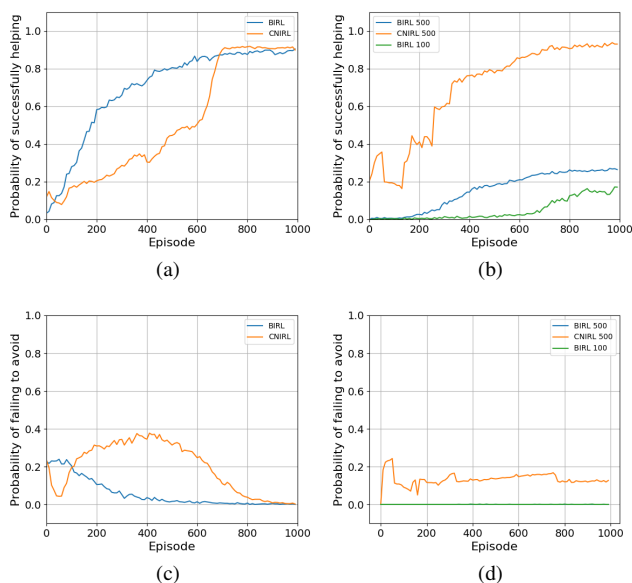 Probability of successfully helping
1.0
0.8
0.6
0.4
0.2
0.0
BIRL
CNIRL
0 200 400 600 800 1000
Episode
(a)
Probability of successfully helping
1.0
0.8
0.6
0.4
0.2
0.0
BIRL 500
CNIRL 500
BIRL 100
0 200 400 600 800 1000
Episode
(b)
Probability of failing to avoid
1.0
0.8
0.6
0.4
0.2
0.0
BIRL
CNIRL
0 200 400 600 800 1000
Episode
(c)
Probability of failing to avoid
1.0
0.8
0.6
0.4
0.2
0.0
BIRL 500
CNIRL 500
BIRL 100
0 200 400 600 800 1000
Episode
(d)